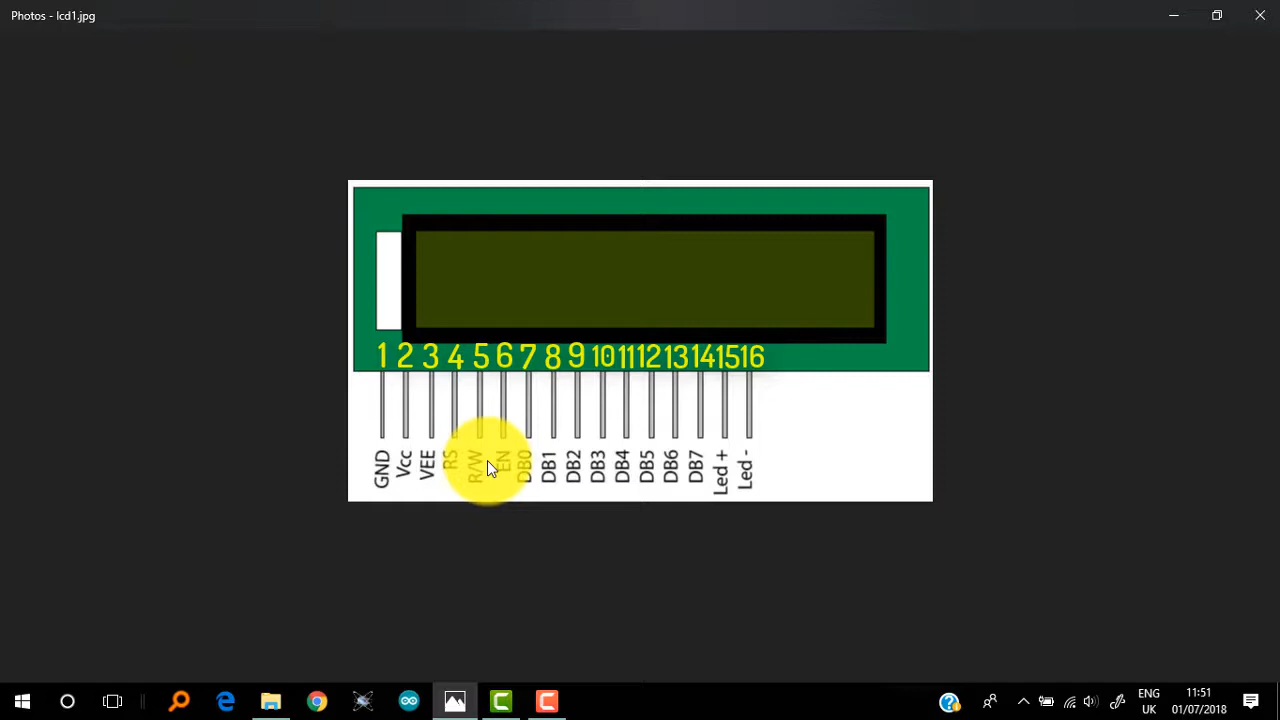 Photos - lcd1.jpg
1 2 3 4 5 6 7 8 9 10 11 12 13 14 15 16
GND Vcc VEE RS R/W EN DB0 DB1 DB2 DB3 DB4 DB5 DB6 DB7 Led + Led -
ENG 11:51
UK 01/07/2018